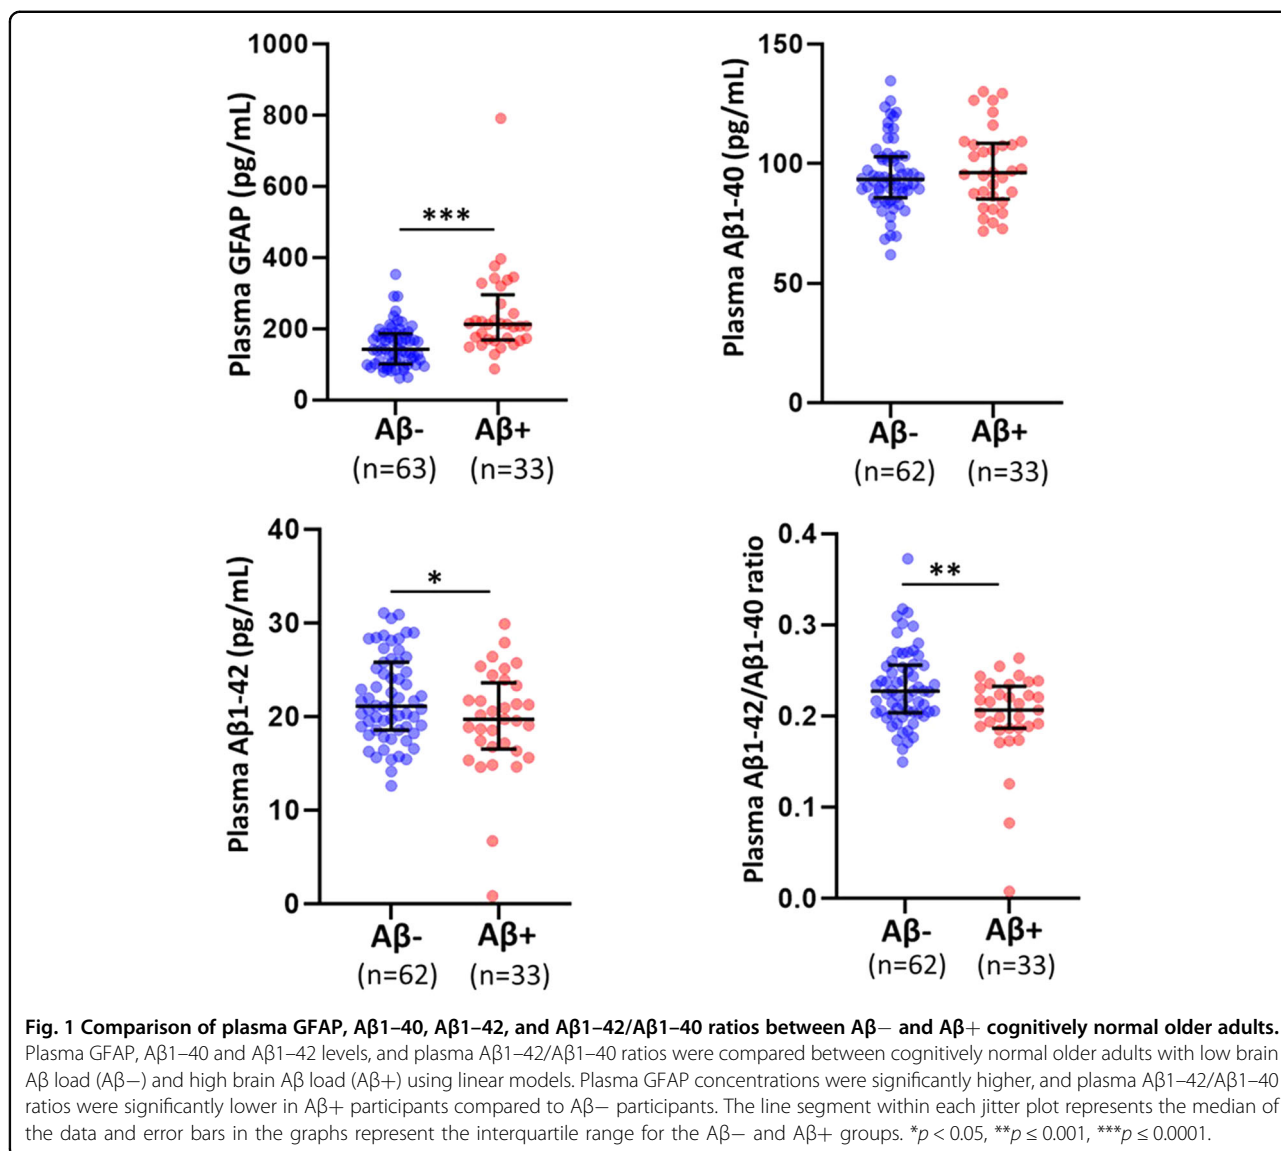 Plasma GFAP (pg/mL)
1000
800
600
400
200
0
***
Aβ-
Aβ+
(n=63)
(n=33)
Plasma Aβ1-40 (pg/mL)
150
100
50
0
Aβ-
Aβ+
(n=62)
(n=33)
Plasma Aβ1-42 (pg/mL)
40
30
20
10
0
*
Aβ-
Aβ+
(n=62)
(n=33)
Plasma Aβ1-42/Aβ1-40 ratio
0.4
0.3
0.2
0.1
0.0
**
Aβ-
Aβ+
(n=62)
(n=33)
Fig. 1 Comparison of plasma GFAP, Aβ1–40, Aβ1–42, and Aβ1–42/Aβ1–40 ratios between Aβ− and Aβ+ cognitively normal older adults.
Plasma GFAP, Aβ1–40 and Aβ1–42 levels, and plasma Aβ1–42/Aβ1–40 ratios were compared between cognitively normal older adults with low brain
Aβ load (Aβ−) and high brain Aβ load (Aβ+) using linear models. Plasma GFAP concentrations were significantly higher, and plasma Aβ1–42/Aβ1–40
ratios were significantly lower in Aβ+ participants compared to Aβ− participants. The line segment within each jitter plot represents the median of
the data and error bars in the graphs represent the interquartile range for the Aβ− and Aβ+ groups. *p < 0.05, **p ≤ 0.001, ***p ≤ 0.0001.